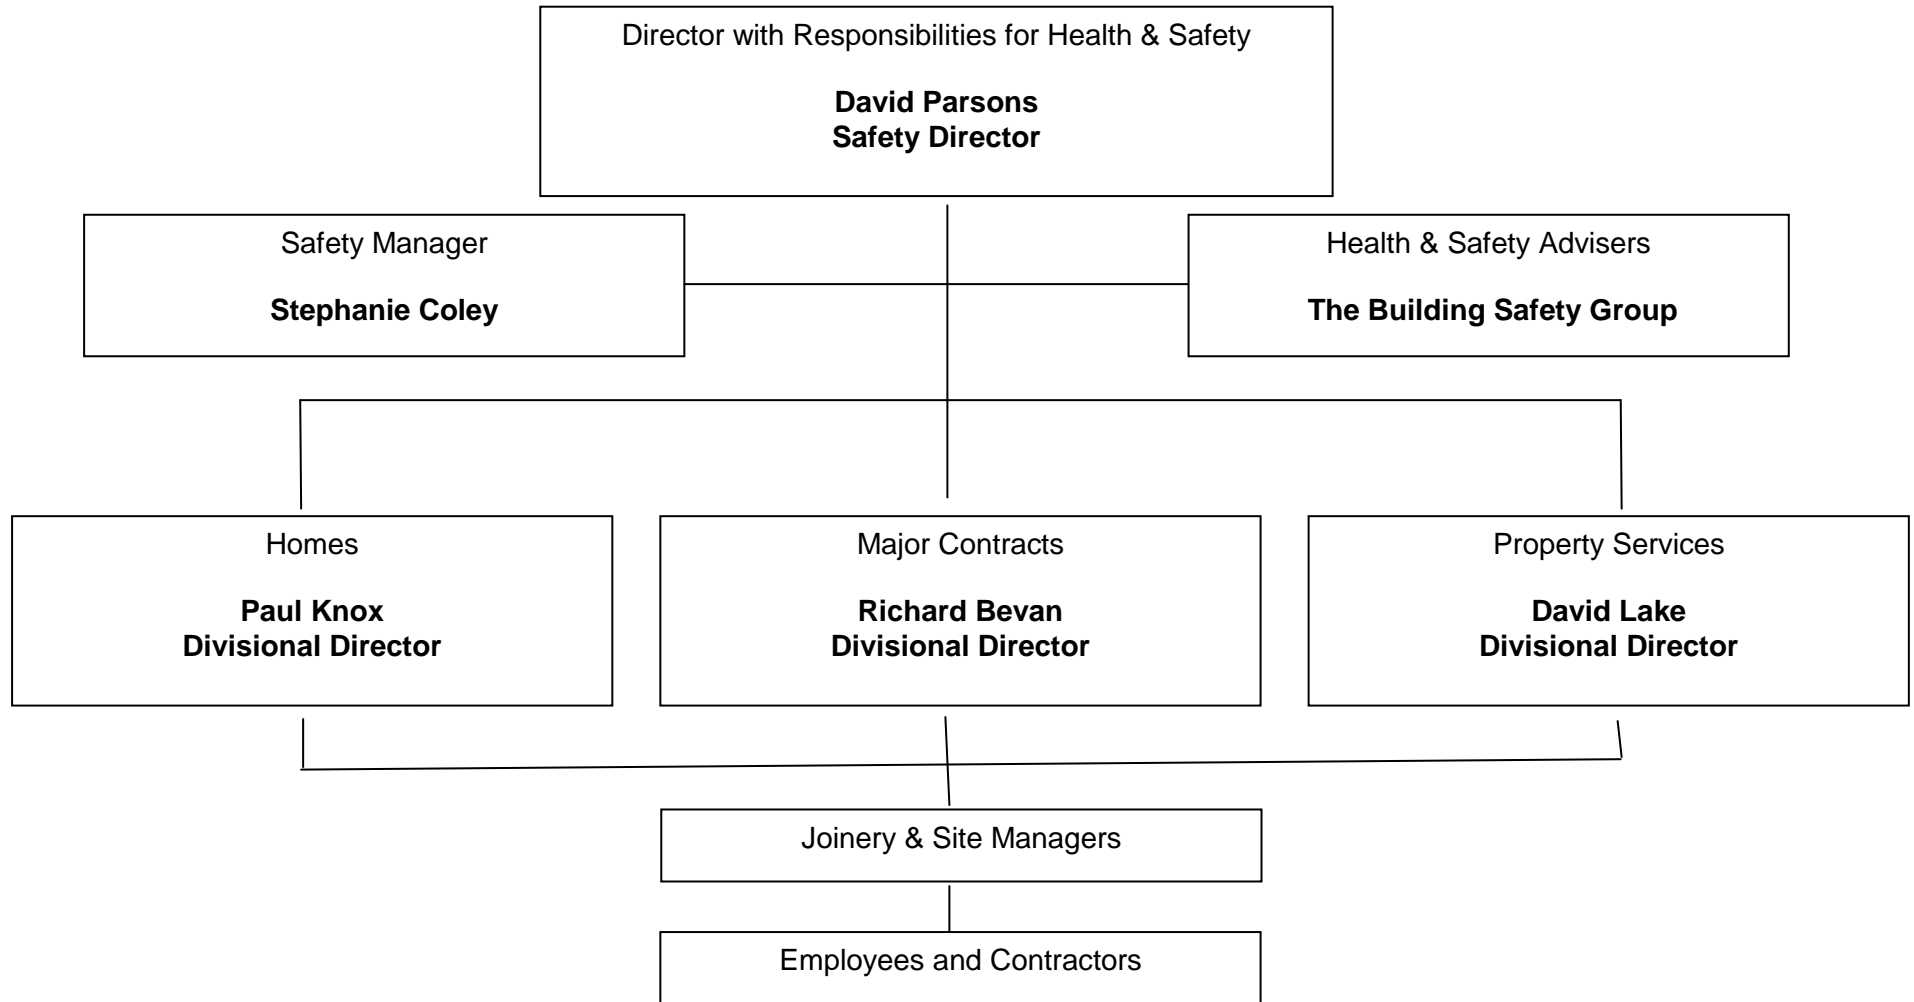 Director with Responsibilities for Health & Safety
David Parsons
Safety Director
Safety Manager
Stephanie Coley
Health & Safety Advisers
The Building Safety Group
Homes
Paul Knox
Divisional Director
Major Contracts
Richard Bevan
Divisional Director
Property Services
David Lake
Divisional Director
Joinery & Site Managers
Employees and Contractors